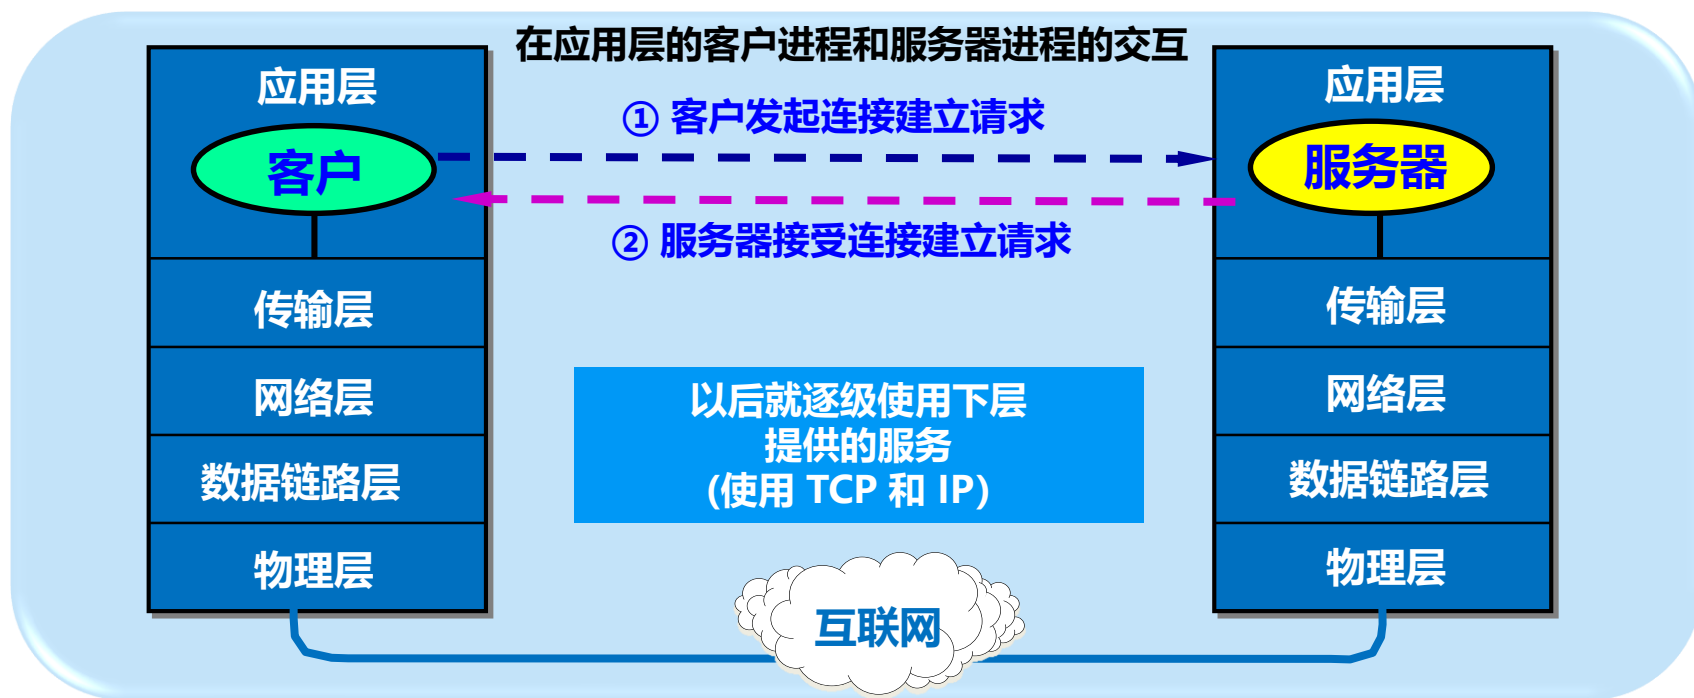 在应用层的客户进程和服务器进程的交互
应用层
客户
传输层
网络层
数据链路层
物理层
① 客户发起连接建立请求
② 服务器接受连接建立请求
以后就逐级使用下层
提供的服务
(使用 TCP 和 IP)
互联网
应用层
服务器
传输层
网络层
数据链路层
物理层